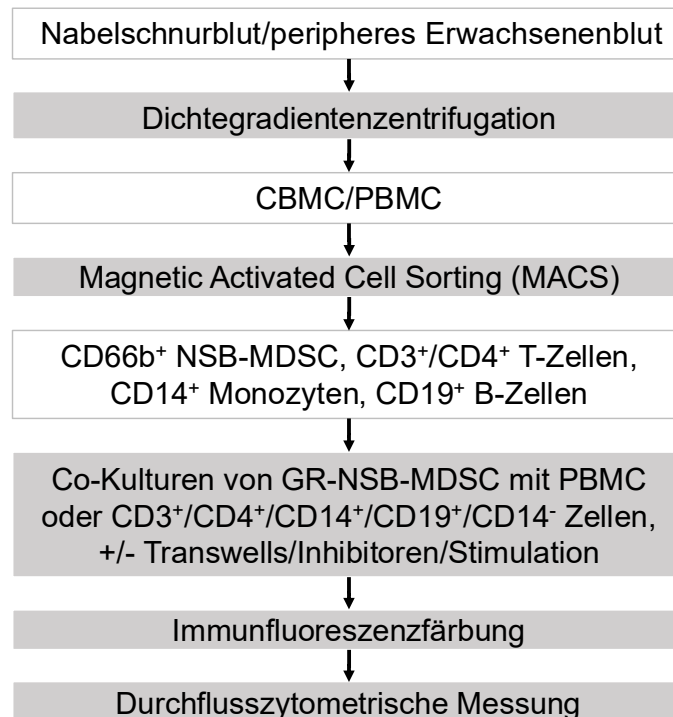 Nabelschnurblut/peripheres Erwachsenenblut
Dichtegradientenzentrifugation
CBMC/PBMC
Magnetic Activated Cell Sorting (MACS)
CD66b⁺ NSB-MDSC, CD3⁺/CD4⁺ T-Zellen,
CD14⁺ Monozyten, CD19⁺ B-Zellen
Co-Kulturen von GR-NSB-MDSC mit PBMC
oder CD3⁺/CD4⁺/CD14⁺/CD19⁺/CD14⁻ Zellen,
+/- Transwells/Inhibitoren/Stimulation
Immunfluoreszenzfärbung
Durchflusszytometrische Messung